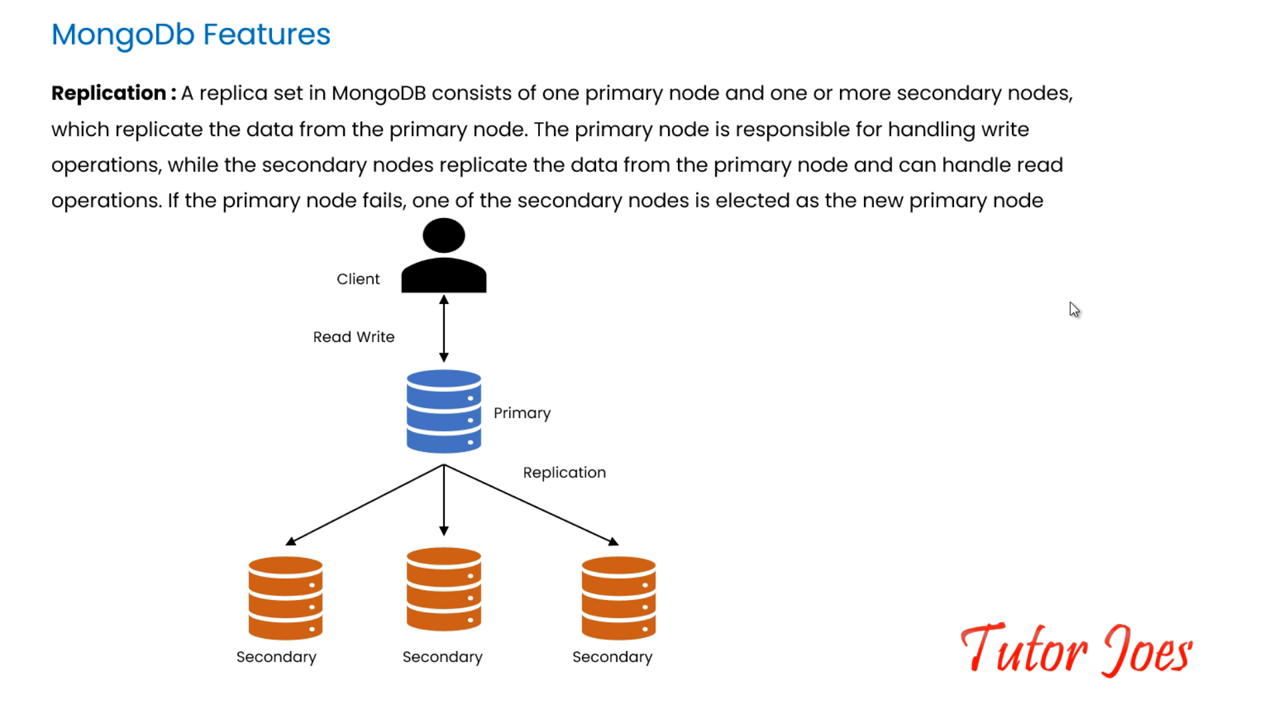 MongoDb Features
Replication : A replica set in MongoDB consists of one primary node and one or more secondary nodes,
which replicate the data from the primary node. The primary node is responsible for handling write
operations, while the secondary nodes replicate the data from the primary node and can handle read
operations. If the primary node fails, one of the secondary nodes is elected as the new primary node
Client
Read Write
Primary
Replication
Secondary
Secondary
Secondary
Tutor Joes